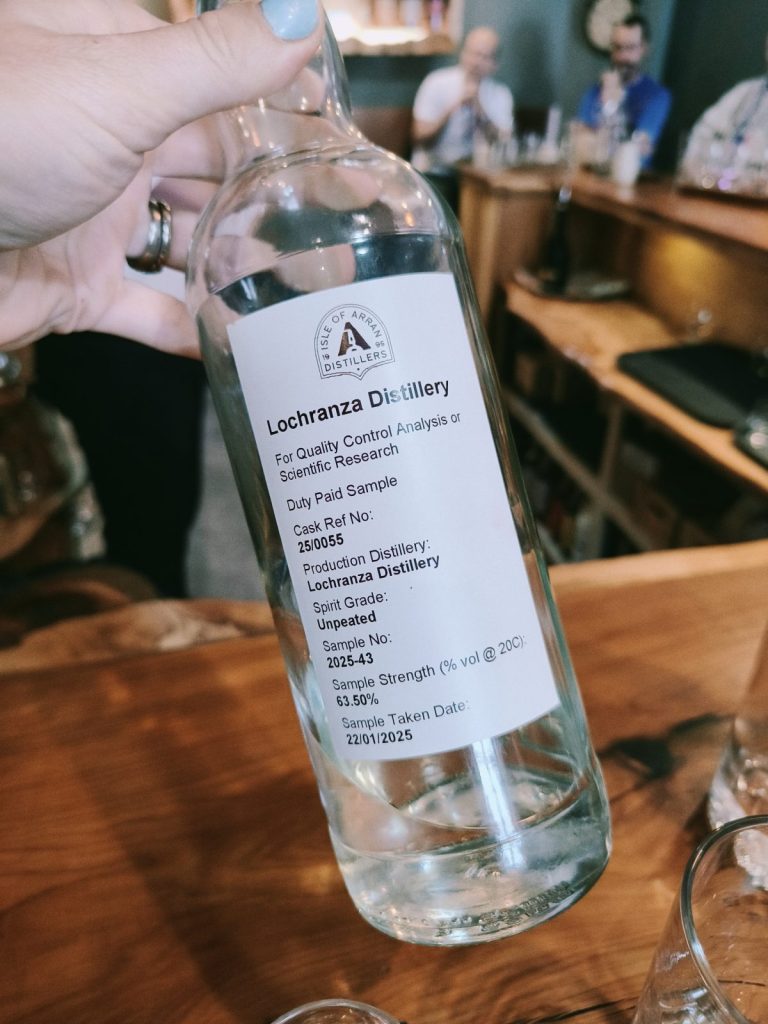 ISLE OF ARRAN
19 95
DISTILLERS
Lochranza Distillery
For Quality Control Analysis or
Scientific Research
Duty Paid Sample
Cask Ref No:
25/0055
Production Distillery:
Lochranza Distillery
Spirit Grade:
Unpeated
Sample No:
2025-43
Sample Strength (% vol @ 20C):
63.50%
Sample Taken Date:
22/01/2025